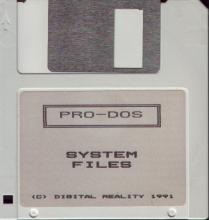 PRO-DOS
SYSTEM
FILES
(C) DIGITAL REALITY 1991